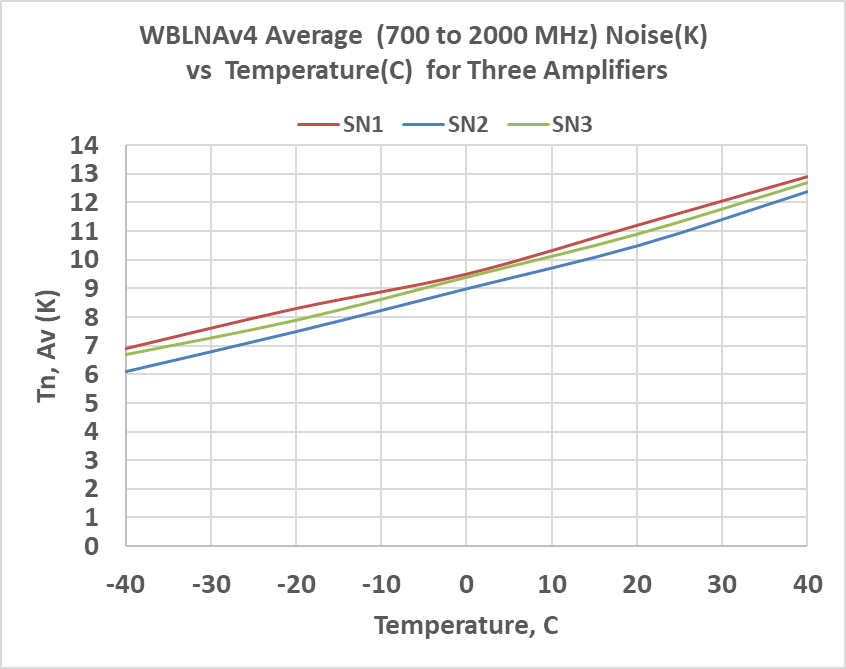 WBLNAv4 Average  (700 to 2000 MHz) Noise(K)
vs  Temperature(C)  for Three Amplifiers
SN1 SN2 SN3
14
13
12
11
10
9
8
7
6
5
4
3
2
1
0
Tn, Av (K)
-40 -30 -20 -10 0 10 20 30 40
Temperature, C